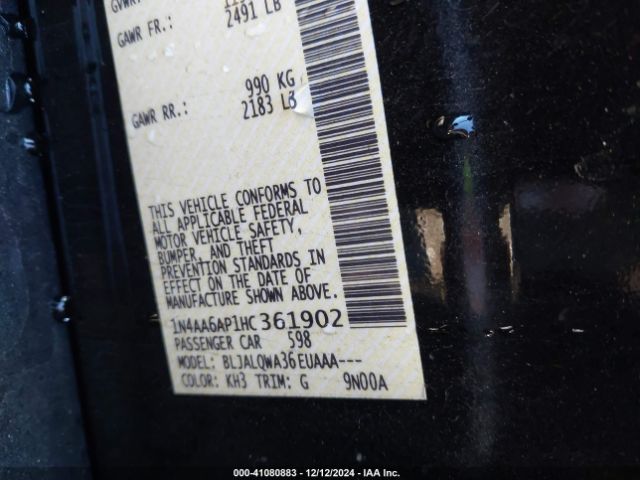 GVWR:
GAWR FR.: 2491 LB
990 KG
GAWR RR.: 2183 LB
THIS VEHICLE CONFORMS TO
ALL APPLICABLE FEDERAL
MOTOR VEHICLE SAFETY,
BUMPER, AND THEFT
PREVENTION STANDARDS IN
EFFECT ON THE DATE OF
MANUFACTURE SHOWN ABOVE.
1N4AA6AP1HC361902
PASSENGER CAR 598
MODEL: BLJALQWA36EUAAA---
COLOR: KH3 TRIM: G 9N00A
000-41080883 - 12/12/2024 - IAA Inc.